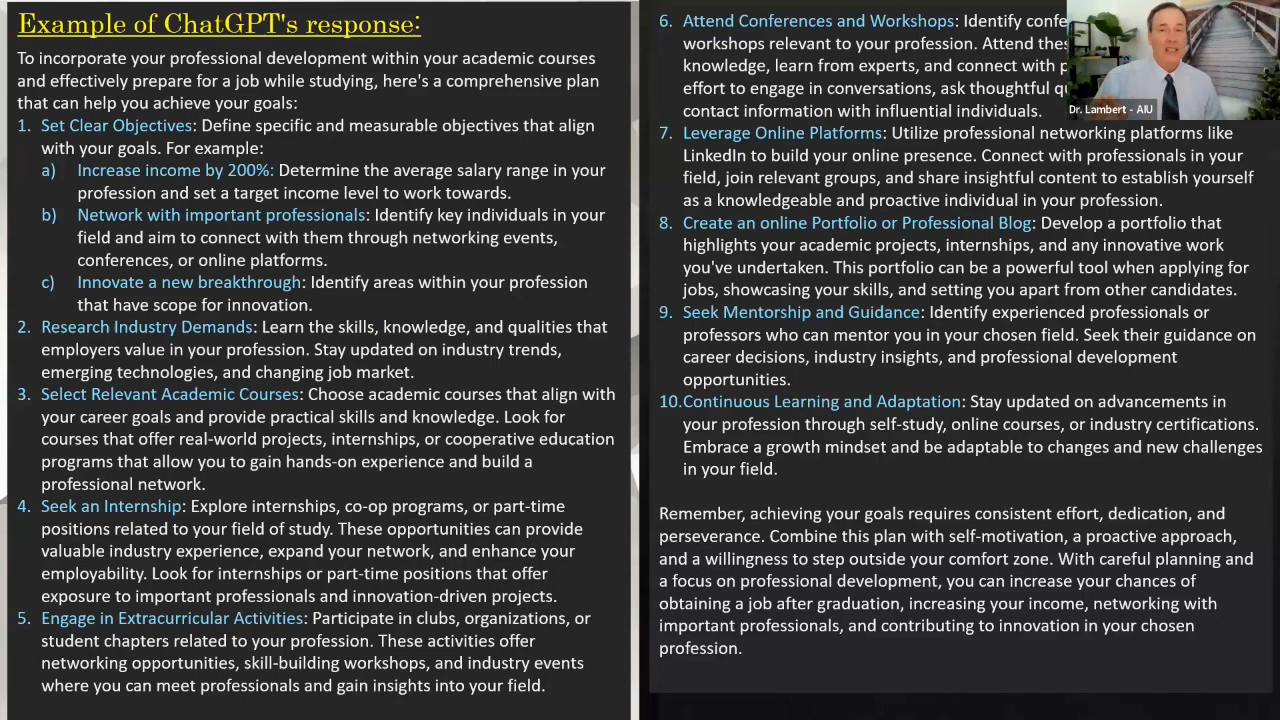 Example of ChatGPT's response:
To incorporate your professional development within your academic courses
and effectively prepare for a job while studying, here's a comprehensive plan
that can help you achieve your goals:
1. Set Clear Objectives: Define specific and measurable objectives that align
with your goals. For example:
a) Increase income by 200%: Determine the average salary range in your
profession and set a target income level to work towards.
b) Network with important professionals: Identify key individuals in your
field and aim to connect with them through networking events,
conferences, or online platforms.
c) Innovate a new breakthrough: Identify areas within your profession
that have scope for innovation.
2. Research Industry Demands: Learn the skills, knowledge, and qualities that
employers value in your profession. Stay updated on industry trends,
emerging technologies, and changing job market.
3. Select Relevant Academic Courses: Choose academic courses that align with
your career goals and provide practical skills and knowledge. Look for
courses that offer real-world projects, internships, or cooperative education
programs that allow you to gain hands-on experience and build a
professional network.
4. Seek an Internship: Explore internships, co-op programs, or part-time
positions related to your field of study. These opportunities can provide
valuable industry experience, expand your network, and enhance your
employability. Look for internships or part-time positions that offer
exposure to important professionals and innovation-driven projects.
5. Engage in Extracurricular Activities: Participate in clubs, organizations, or
student chapters related to your profession. These activities offer
networking opportunities, skill-building workshops, and industry events
where you can meet professionals and gain insights into your field.
6. Attend Conferences and Workshops: Identify
workshops relevant to your profession. Attend
knowledge, learn from experts, and connect with
effort to engage in conversations, ask thoughtful
contact information with influential individuals.
Dr. Lambert - AIU
7. Leverage Online Platforms: Utilize professional networking platforms like
LinkedIn to build your online presence. Connect with professionals in your
field, join relevant groups, and share insightful content to establish yourself
as a knowledgeable and proactive individual in your profession.
8. Create an online Portfolio or Professional Blog: Develop a portfolio that
highlights your academic projects, internships, and any innovative work
you've undertaken. This portfolio can be a powerful tool when applying for
jobs, showcasing your skills, and setting you apart from other candidates.
9. Seek Mentorship and Guidance: Identify experienced professionals or
professors who can mentor you in your chosen field. Seek their guidance on
career decisions, industry insights, and professional development
opportunities.
10.Continuous Learning and Adaptation: Stay updated on advancements in
your profession through self-study, online courses, or industry certifications.
Embrace a growth mindset and be adaptable to changes and new challenges
in your field.
Remember, achieving your goals requires consistent effort, dedication, and
perseverance. Combine this plan with self-motivation, a proactive approach,
and a willingness to step outside your comfort zone. With careful planning and
a focus on professional development, you can increase your chances of
obtaining a job after graduation, increasing your income, networking with
important professionals, and contributing to innovation in your chosen
profession.